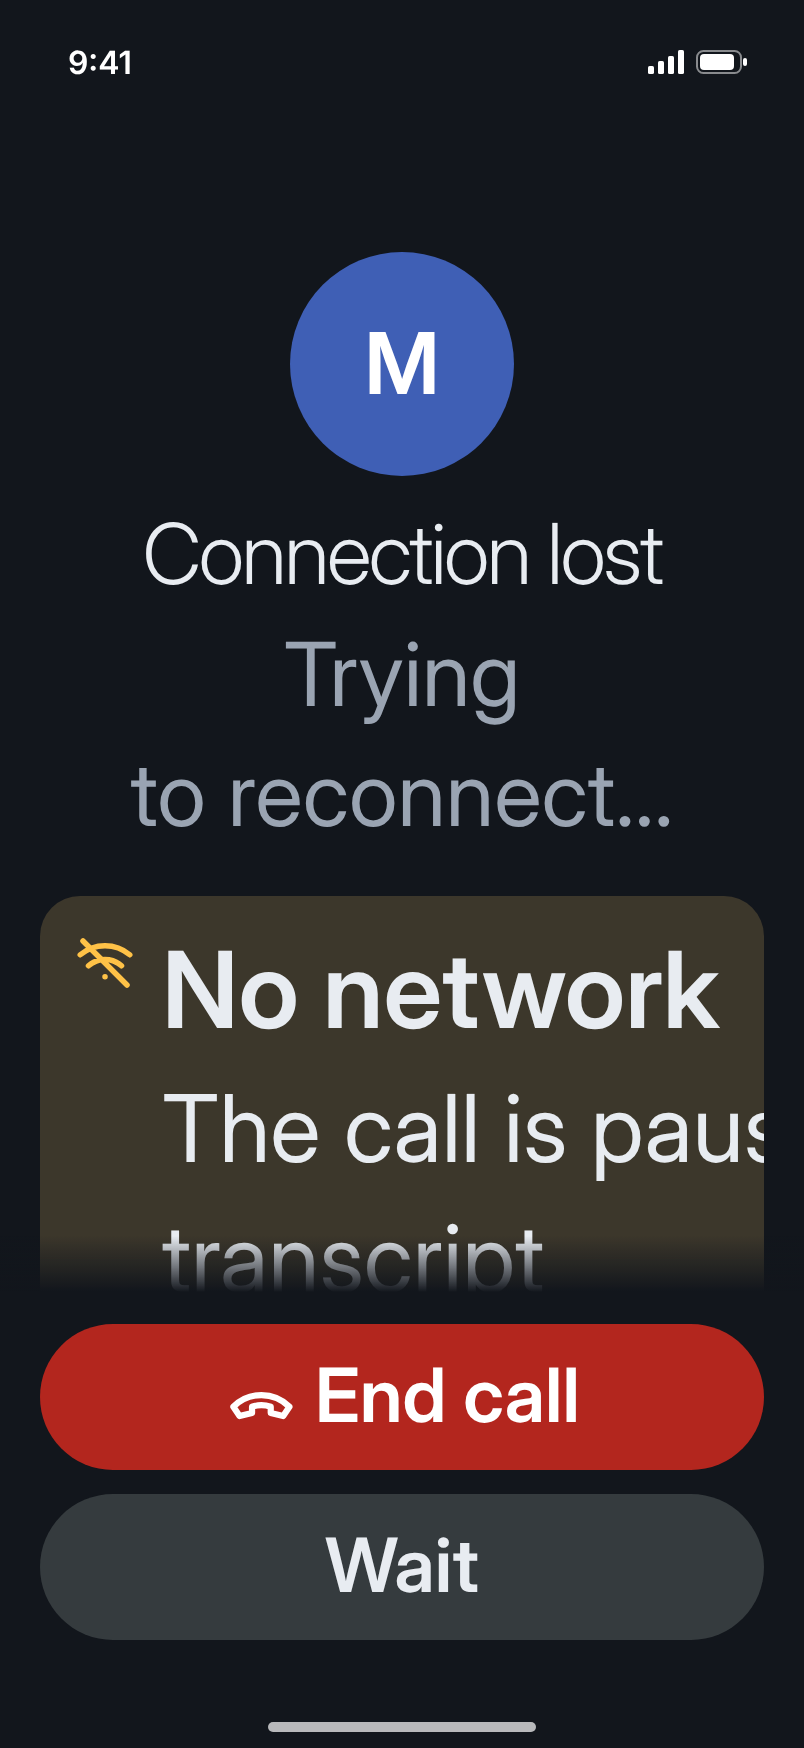 9:41
M
Connection lost
Trying
to reconnect...
No network
The call is paus
transcript
End call
Wait